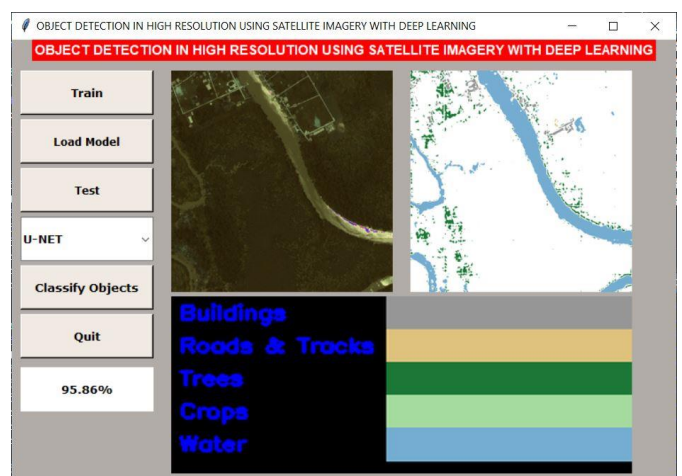 OBJECT DETECTION IN HIGH RESOLUTION USING SATELLITE IMAGERY WITH DEEP LEARNING
OBJECT DETECTION IN HIGH RESOLUTION USING SATELLITE IMAGERY WITH DEEP LEARNING
Train
Load Model
Test
U-NET
Classify Objects
Quit
95.86%
Buildings
Roads & Tracks
Trees
Crops
Water